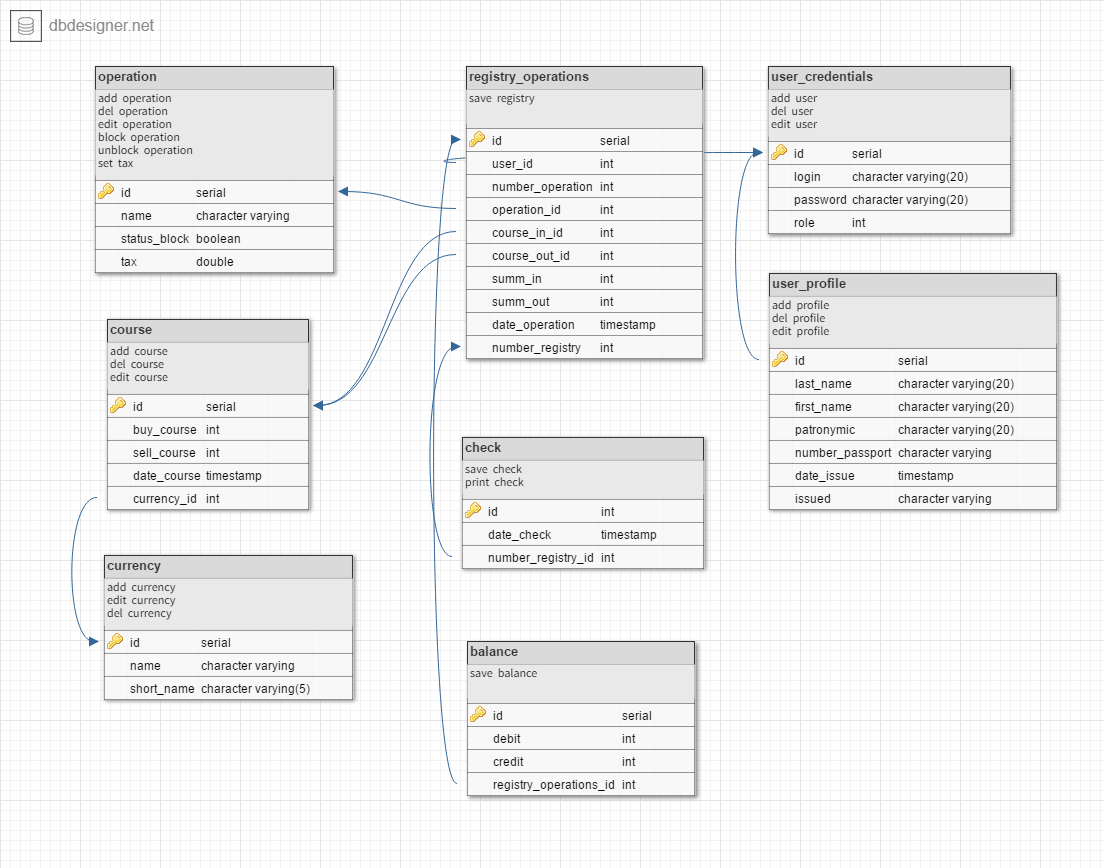 dbdesigner.net
operation
add operation
del operation
edit operation
block operation
unblock operation
set tax
id serial
name character varying
status_block boolean
tax double
course
add course
del course
edit course
id serial
buy_course int
sell_course int
date_course timestamp
currency_id int
currency
add currency
edit currency
del currency
id serial
name character varying
short_name character varying(5)
registry_operations
save registry
id serial
user_id int
number_operation int
operation_id int
course_in_id int
course_out_id int
summ_in int
summ_out int
date_operation timestamp
number_registry int
check
save check
print check
id int
date_check timestamp
number_registry_id int
balance
save balance
id serial
debit int
credit int
registry_operations_id int
user_credentials
add user
del user
edit user
id serial
login character varying(20)
password character varying(20)
role int
user_profile
add profile
del profile
edit profile
id serial
last_name character varying(20)
first_name character varying(20)
patronymic character varying(20)
number_passport character varying
date_issue timestamp
issued character varying